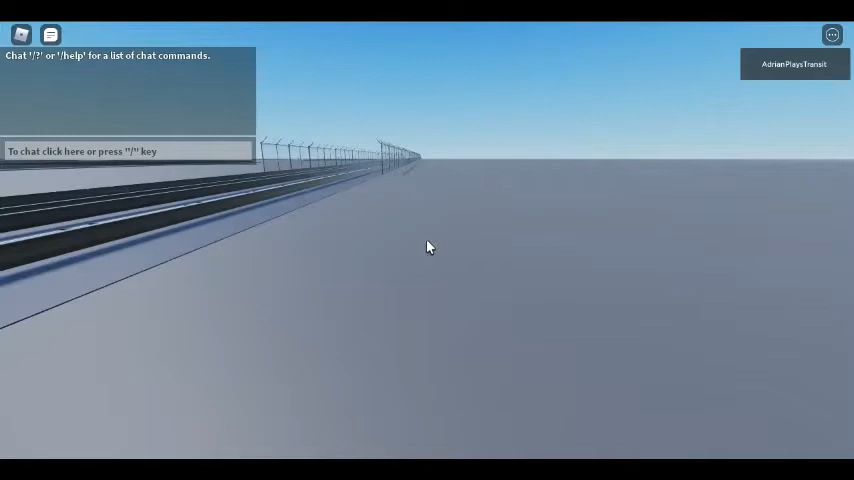 Chat '/?' or '/help' for a list of chat commands.
AdrianPlaysTransit
To chat click here or press "/" key